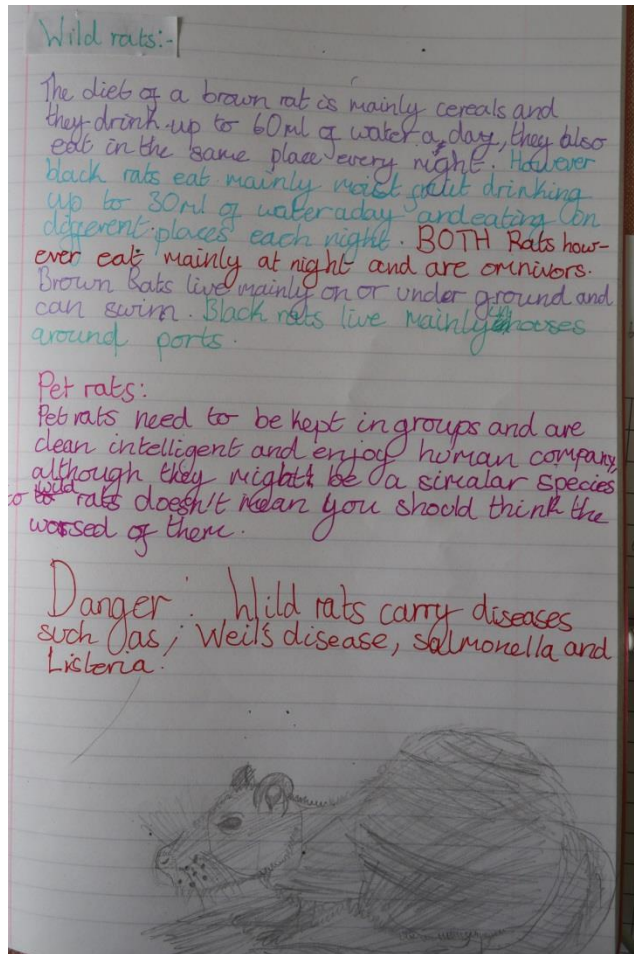 Wild rats:-
The diet of a brown rat is mainly cereals and
they drink up to 60ml of water a day, they also
eat in the same place every night. However
black rats eat mainly moist fruit drinking
up to 30ml of water a day and eating on
different places each night. BOTH Rats how-
ever eat mainly at night and are omnivors.
Brown Rats live mainly on or under ground and
can swim. Black rats live mainly houses
around ports.
Pet rats:
Pet rats need to be kept in groups and are
clean intelligent and enjoy human company,
although they might be a simalar species
to wild rats doesn't mean you should think the
worsed of them.
Danger: Wild rats carry diseases
such as; Weil's disease, Salmonella and
Listeria.